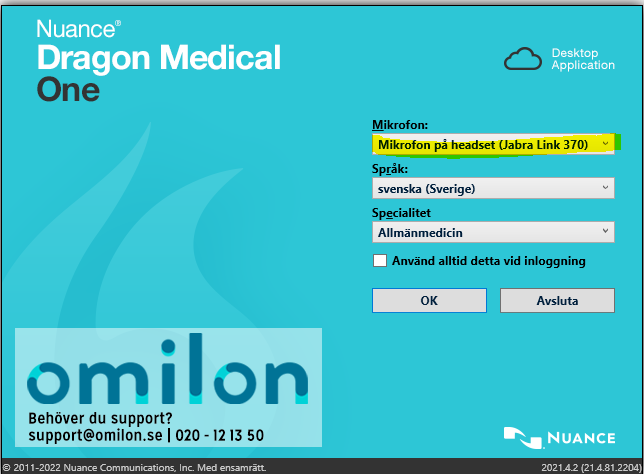 Nuance®
Dragon Medical
One
Desktop
Application
Mikrofon:
Mikrofon på headset (Jabra Link 370)
Språk:
svenska (Sverige)
Specialitet
Allmänmedicin
Använd alltid detta vid inloggning
OK
Avsluta
omilon
Behöver du support?
support@omilon.se | 020 - 12 13 50
NUANCE
© 2011-2022 Nuance Communications, Inc. Med ensamrätt.
2021.4.2 (21.4.81.2204)